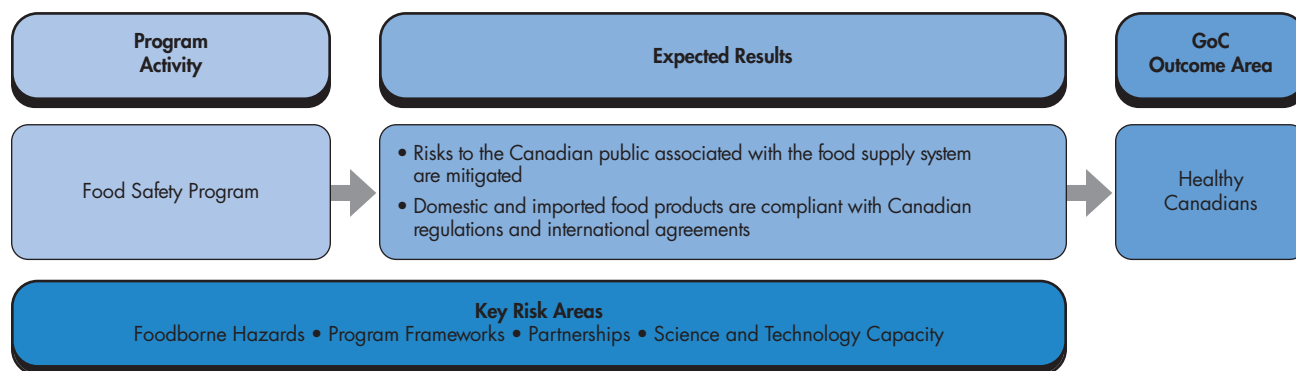 Program
Activity
Expected Results
GoC
Outcome Area
Food Safety Program
• Risks to the Canadian public associated with the food supply system
are mitigated
• Domestic and imported food products are compliant with Canadian
regulations and international agreements
Healthy
Canadians
Key Risk Areas
Foodborne Hazards • Program Frameworks • Partnerships • Science and Technology Capacity